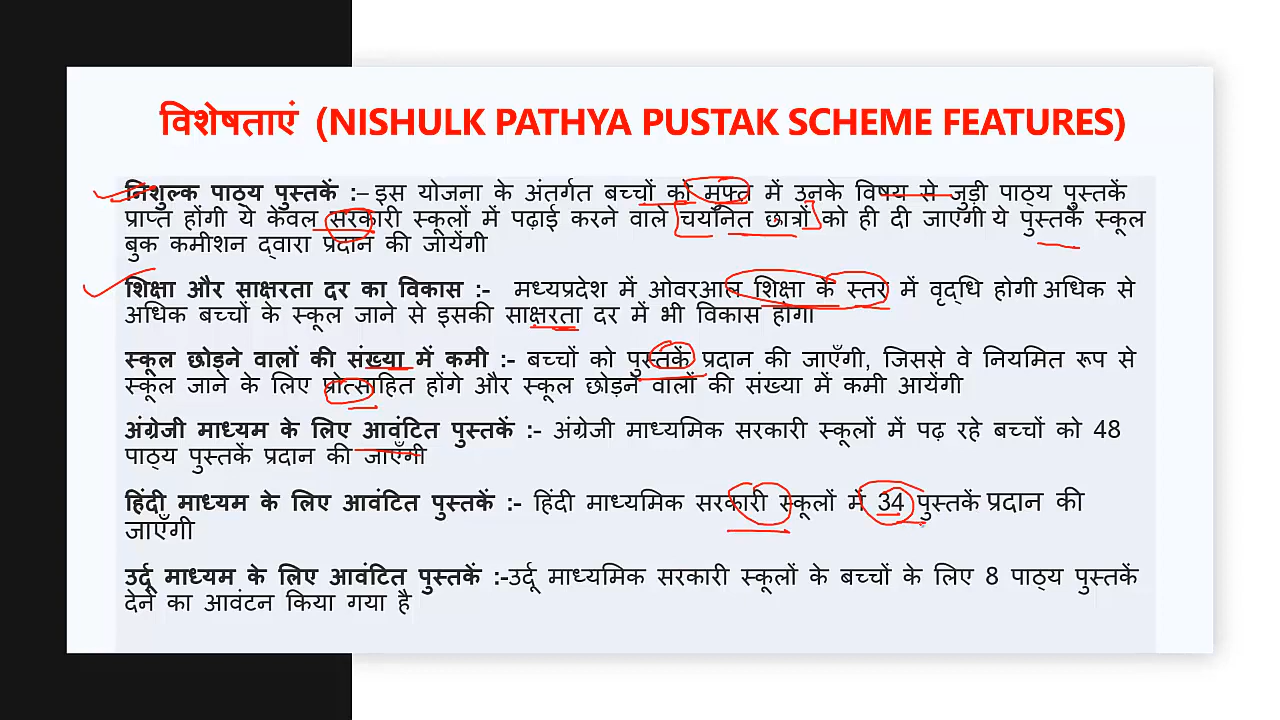 विशेषताएं (NISHULK PATHYA PUSTAK SCHEME FEATURES)
निशुल्क पाठ्य पुस्तकें :– इस योजना के अंतर्गत बच्चों को मुफ्त में उनके विषय से जुड़ी पाठ्य पुस्तकें
प्राप्त होंगी ये केवल सरकारी स्कूलों में पढ़ाई करने वाले चयनित छात्रों को ही दी जाएंगी ये पुस्तकें स्कूल
बुक कमीशन द्वारा प्रदान की जायेंगी
शिक्षा और साक्षरता दर का विकास :- मध्यप्रदेश में ओवरआल शिक्षा के स्तर में वृद्धि होगी अधिक से
अधिक बच्चों के स्कूल जाने से इसकी साक्षरता दर में भी विकास होगा
स्कूल छोड़ने वालों की संख्या में कमी :- बच्चों को पुस्तकें प्रदान की जाएँगी, जिससे वे नियमित रूप से
स्कूल जाने के लिए प्रोत्साहित होंगे और स्कूल छोड़ने वालों की संख्या में कमी आयेंगी
अंग्रेजी माध्यम के लिए आवंटित पुस्तकें :- अंग्रेजी माध्यमिक सरकारी स्कूलों में पढ़ रहे बच्चों को 48
पाठ्य पुस्तकें प्रदान की जाएँगी
हिंदी माध्यम के लिए आवंटित पुस्तकें :- हिंदी माध्यमिक सरकारी स्कूलों में 34 पुस्तकें प्रदान की
जाएँगी
उर्दू माध्यम के लिए आवंटित पुस्तकें :-उर्दू माध्यमिक सरकारी स्कूलों के बच्चों के लिए 8 पाठ्य पुस्तकें
देने का आवंटन किया गया है